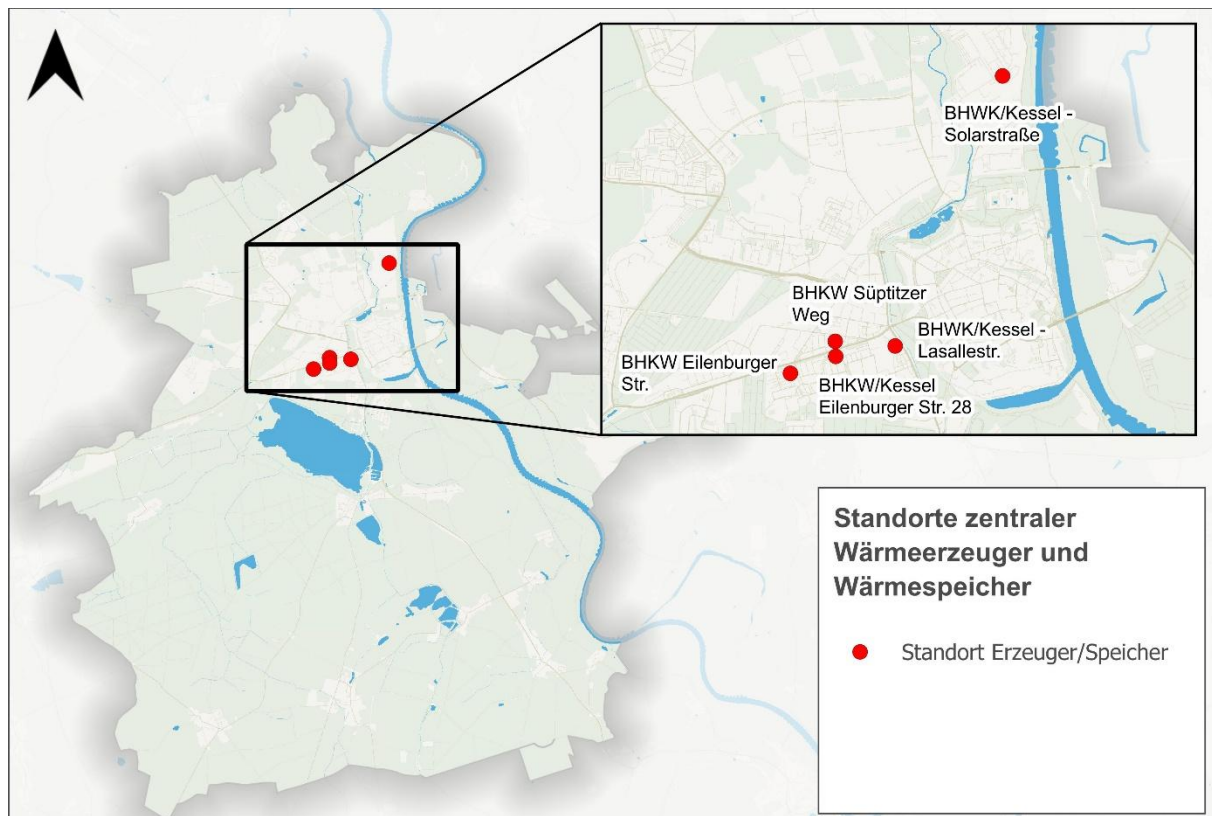 BHWK/Kessel -
Solarstraße
BHKW Süptitzer
Weg
BHWK/Kessel -
Lasallestr.
BHKW Eilenburger
Str.
BHKW/Kessel
Eilenburger Str. 28
Standorte zentraler
Wärmeerzeuger und
Wärmespeicher
Standort Erzeuger/Speicher